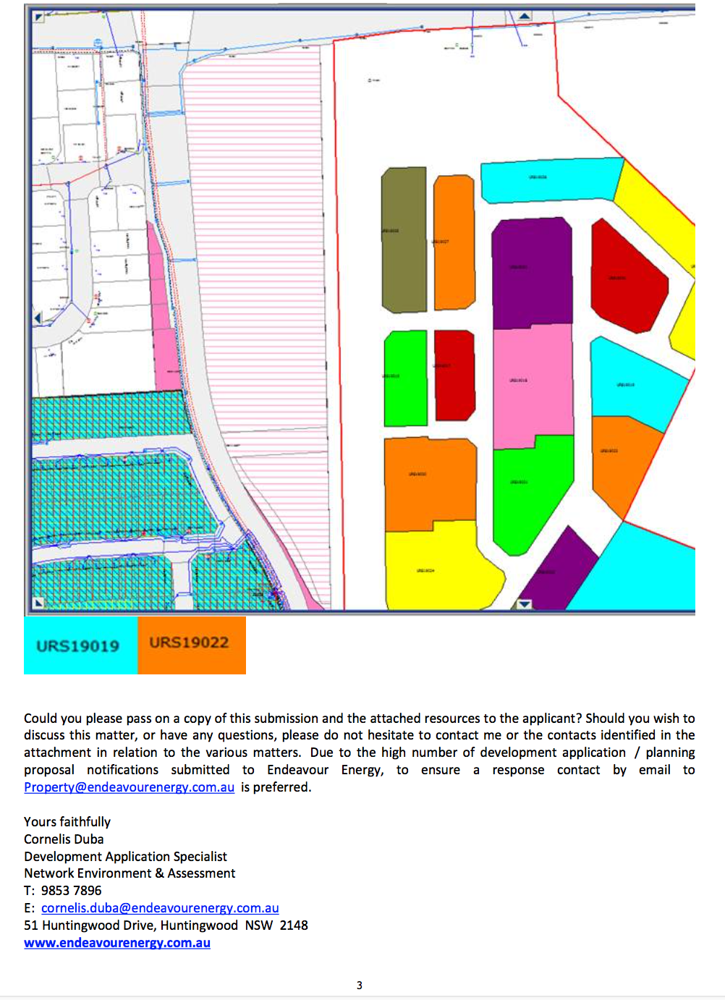 URS19019 URS19022
Could you please pass on a copy of this submission and the attached resources to the applicant? Should you wish to
discuss this matter, or have any questions, please do not hesitate to contact me or the contacts identified in the
attachment in relation to the various matters. Due to the high number of development application / planning
proposal notifications submitted to Endeavour Energy, to ensure a response contact by email to
Property@endeavourenergy.com.au is preferred.
Yours faithfully
Cornelis Duba
Development Application Specialist
Network Environment & Assessment
T: 9853 7896
E: cornelis.duba@endeavourenergy.com.au
51 Huntingwood Drive, Huntingwood NSW 2148
www.endeavourenergy.com.au
3